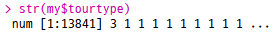 > str(my$tourtype)
num [1:13841] 3 1 1 1 1 1 1 1 1 1 ...